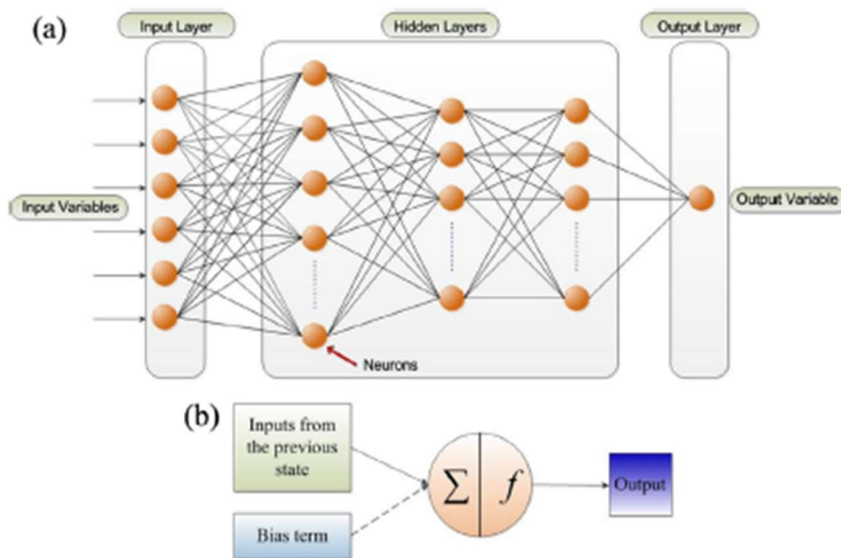 (a)
Input Layer
Hidden Layers
Output Layer
Input Variables
Output Variable
Neurons
(b)
Inputs from
the previous
state
Σ f
Output
Bias term